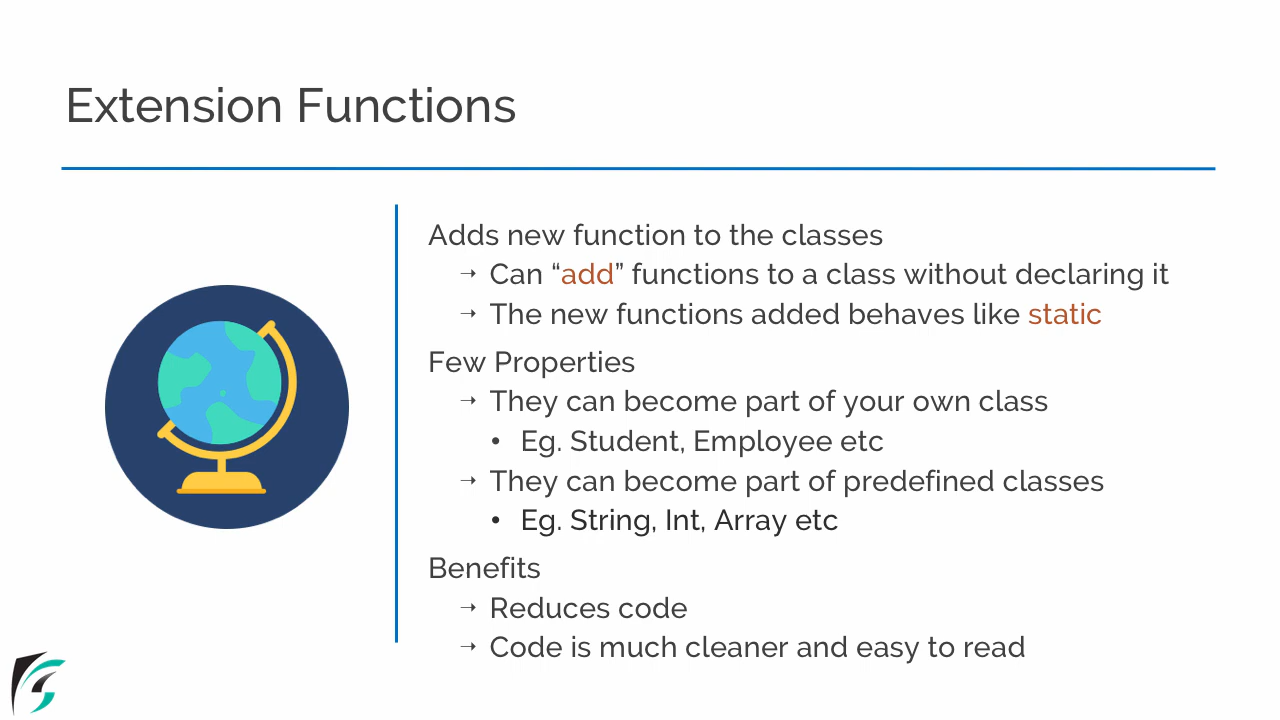 Extension Functions
Adds new function to the classes
➝ Can “add” functions to a class without declaring it
➝ The new functions added behaves like static
Few Properties
➝ They can become part of your own class
• Eg. Student, Employee etc
➝ They can become part of predefined classes
• Eg. String, Int, Array etc
Benefits
➝ Reduces code
➝ Code is much cleaner and easy to read